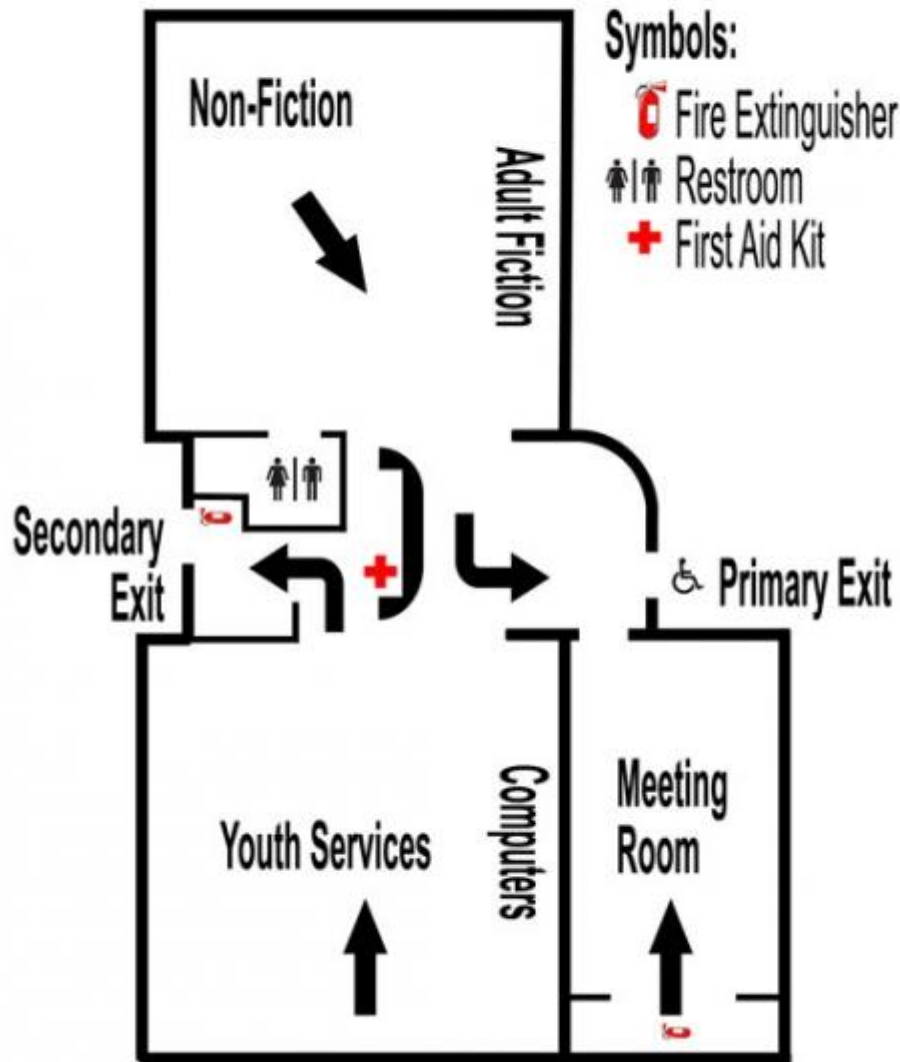 Symbols:
Fire Extinguisher
Restroom
First Aid Kit
Non-Fiction
Adult Fiction
Secondary
Exit
Primary Exit
Youth Services
Computers
Meeting
Room